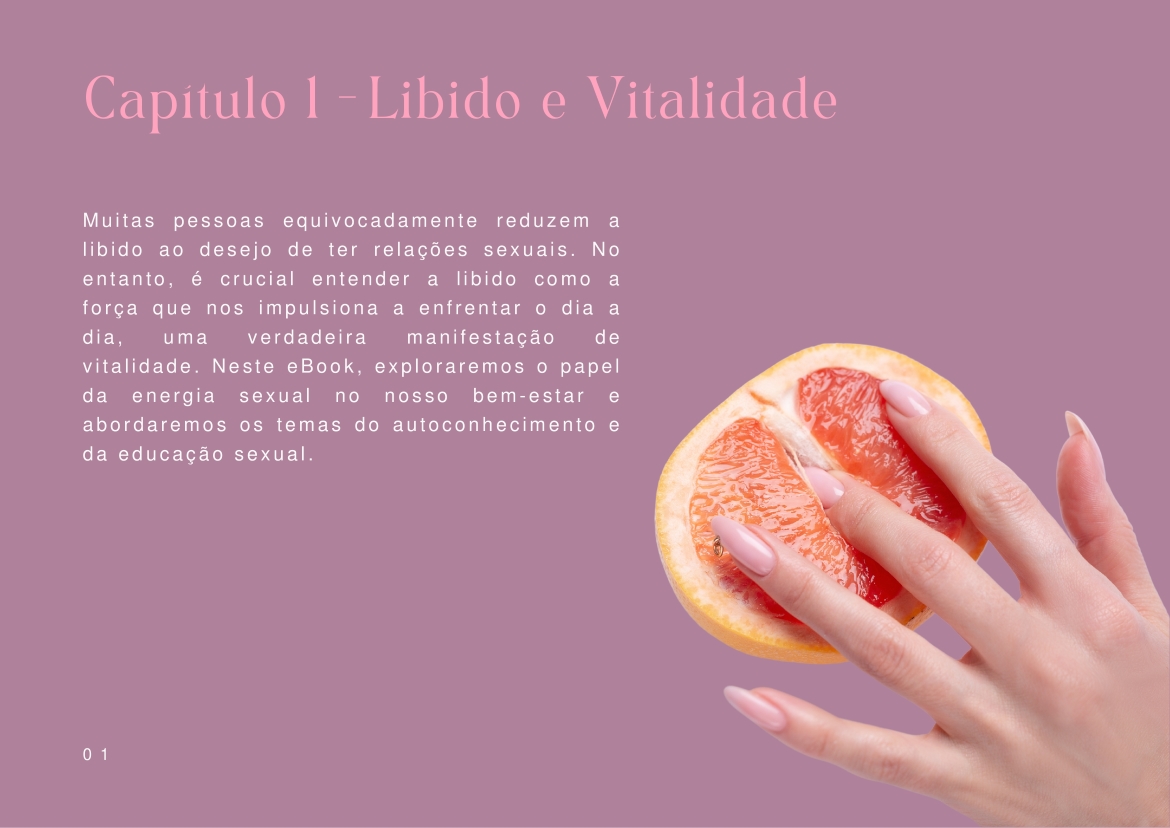 Capítulo 1 - Libido e Vitalidade
Muitas pessoas equivocadamente reduzem a
libido ao desejo de ter relações sexuais. No
entanto, é crucial entender a libido como a
força que nos impulsiona a enfrentar o dia a
dia, uma verdadeira manifestação de
vitalidade. Neste eBook, exploraremos o papel
da energia sexual no nosso bem-estar e
abordaremos os temas do autoconhecimento e
da educação sexual.
01